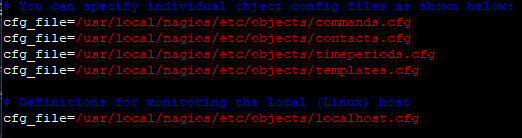 # You can specify individual object config files as shown below:
cfg_file=/usr/local/nagios/etc/objects/commands.cfg
cfg_file=/usr/local/nagios/etc/objects/contacts.cfg
cfg_file=/usr/local/nagios/etc/objects/timeperiods.cfg
cfg_file=/usr/local/nagios/etc/objects/templates.cfg
# Definitions for monitoring the local (Linux) host
cfg_file=/usr/local/nagios/etc/objects/localhost.cfg